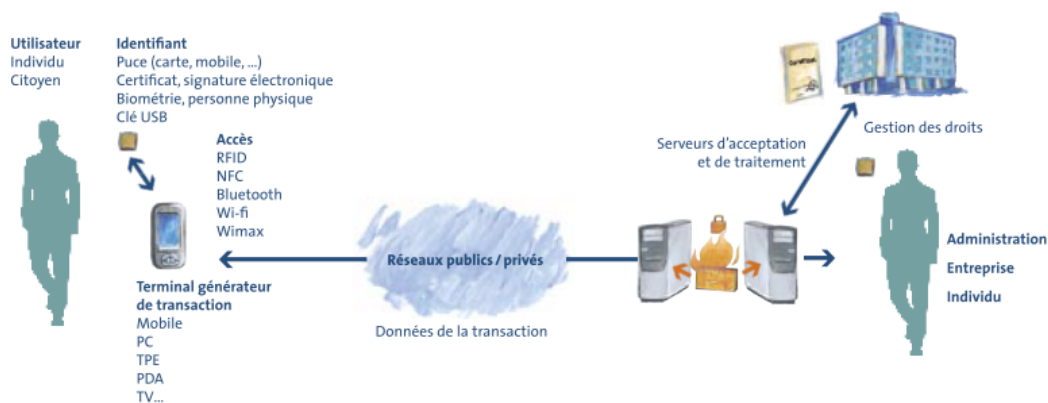 Utilisateur
Individu
Citoyen
Identifiant
Puce (carte, mobile, ...)
Certificat, signature électronique
Biométrie, personne physique
Clé USB
Accès
RFID
NFC
Bluetooth
Wi-fi
Wimax
Terminal générateur
de transaction
Mobile
PC
TPE
PDA
TV...
Réseaux publics / privés
Données de la transaction
Serveurs d'acceptation
et de traitement
Certificat
Gestion des droits
Administration
Entreprise
Individu